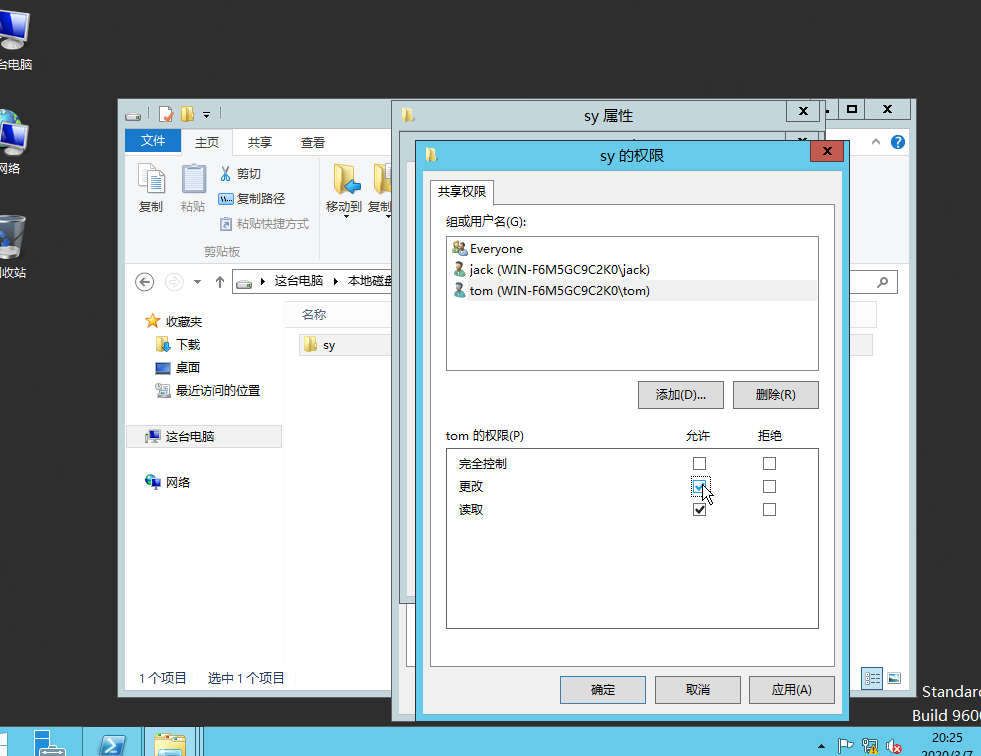 台电脑
网络
收站
sy 属性
文件
主页
共享
查看
sy 的权限
共享权限
组或用户名(G):
Everyone
jack (WIN-F6M5GC9C2K0\jack)
tom (WIN-F6M5GC9C2K0\tom)
添加(D)...
删除(R)
tom 的权限(P)
允许
拒绝
完全控制
更改
读取
确定
取消
应用(A)
复制
粘贴
剪切
复制路径
粘贴快捷方式
剪贴板
移动到
复制
这台电脑
本地磁盘
名称
sy
收藏夹
下载
桌面
最近访问的位置
这台电脑
网络
1 个项目
选中 1 个项目
Standard
Build 9600
20:25
2020/3/7